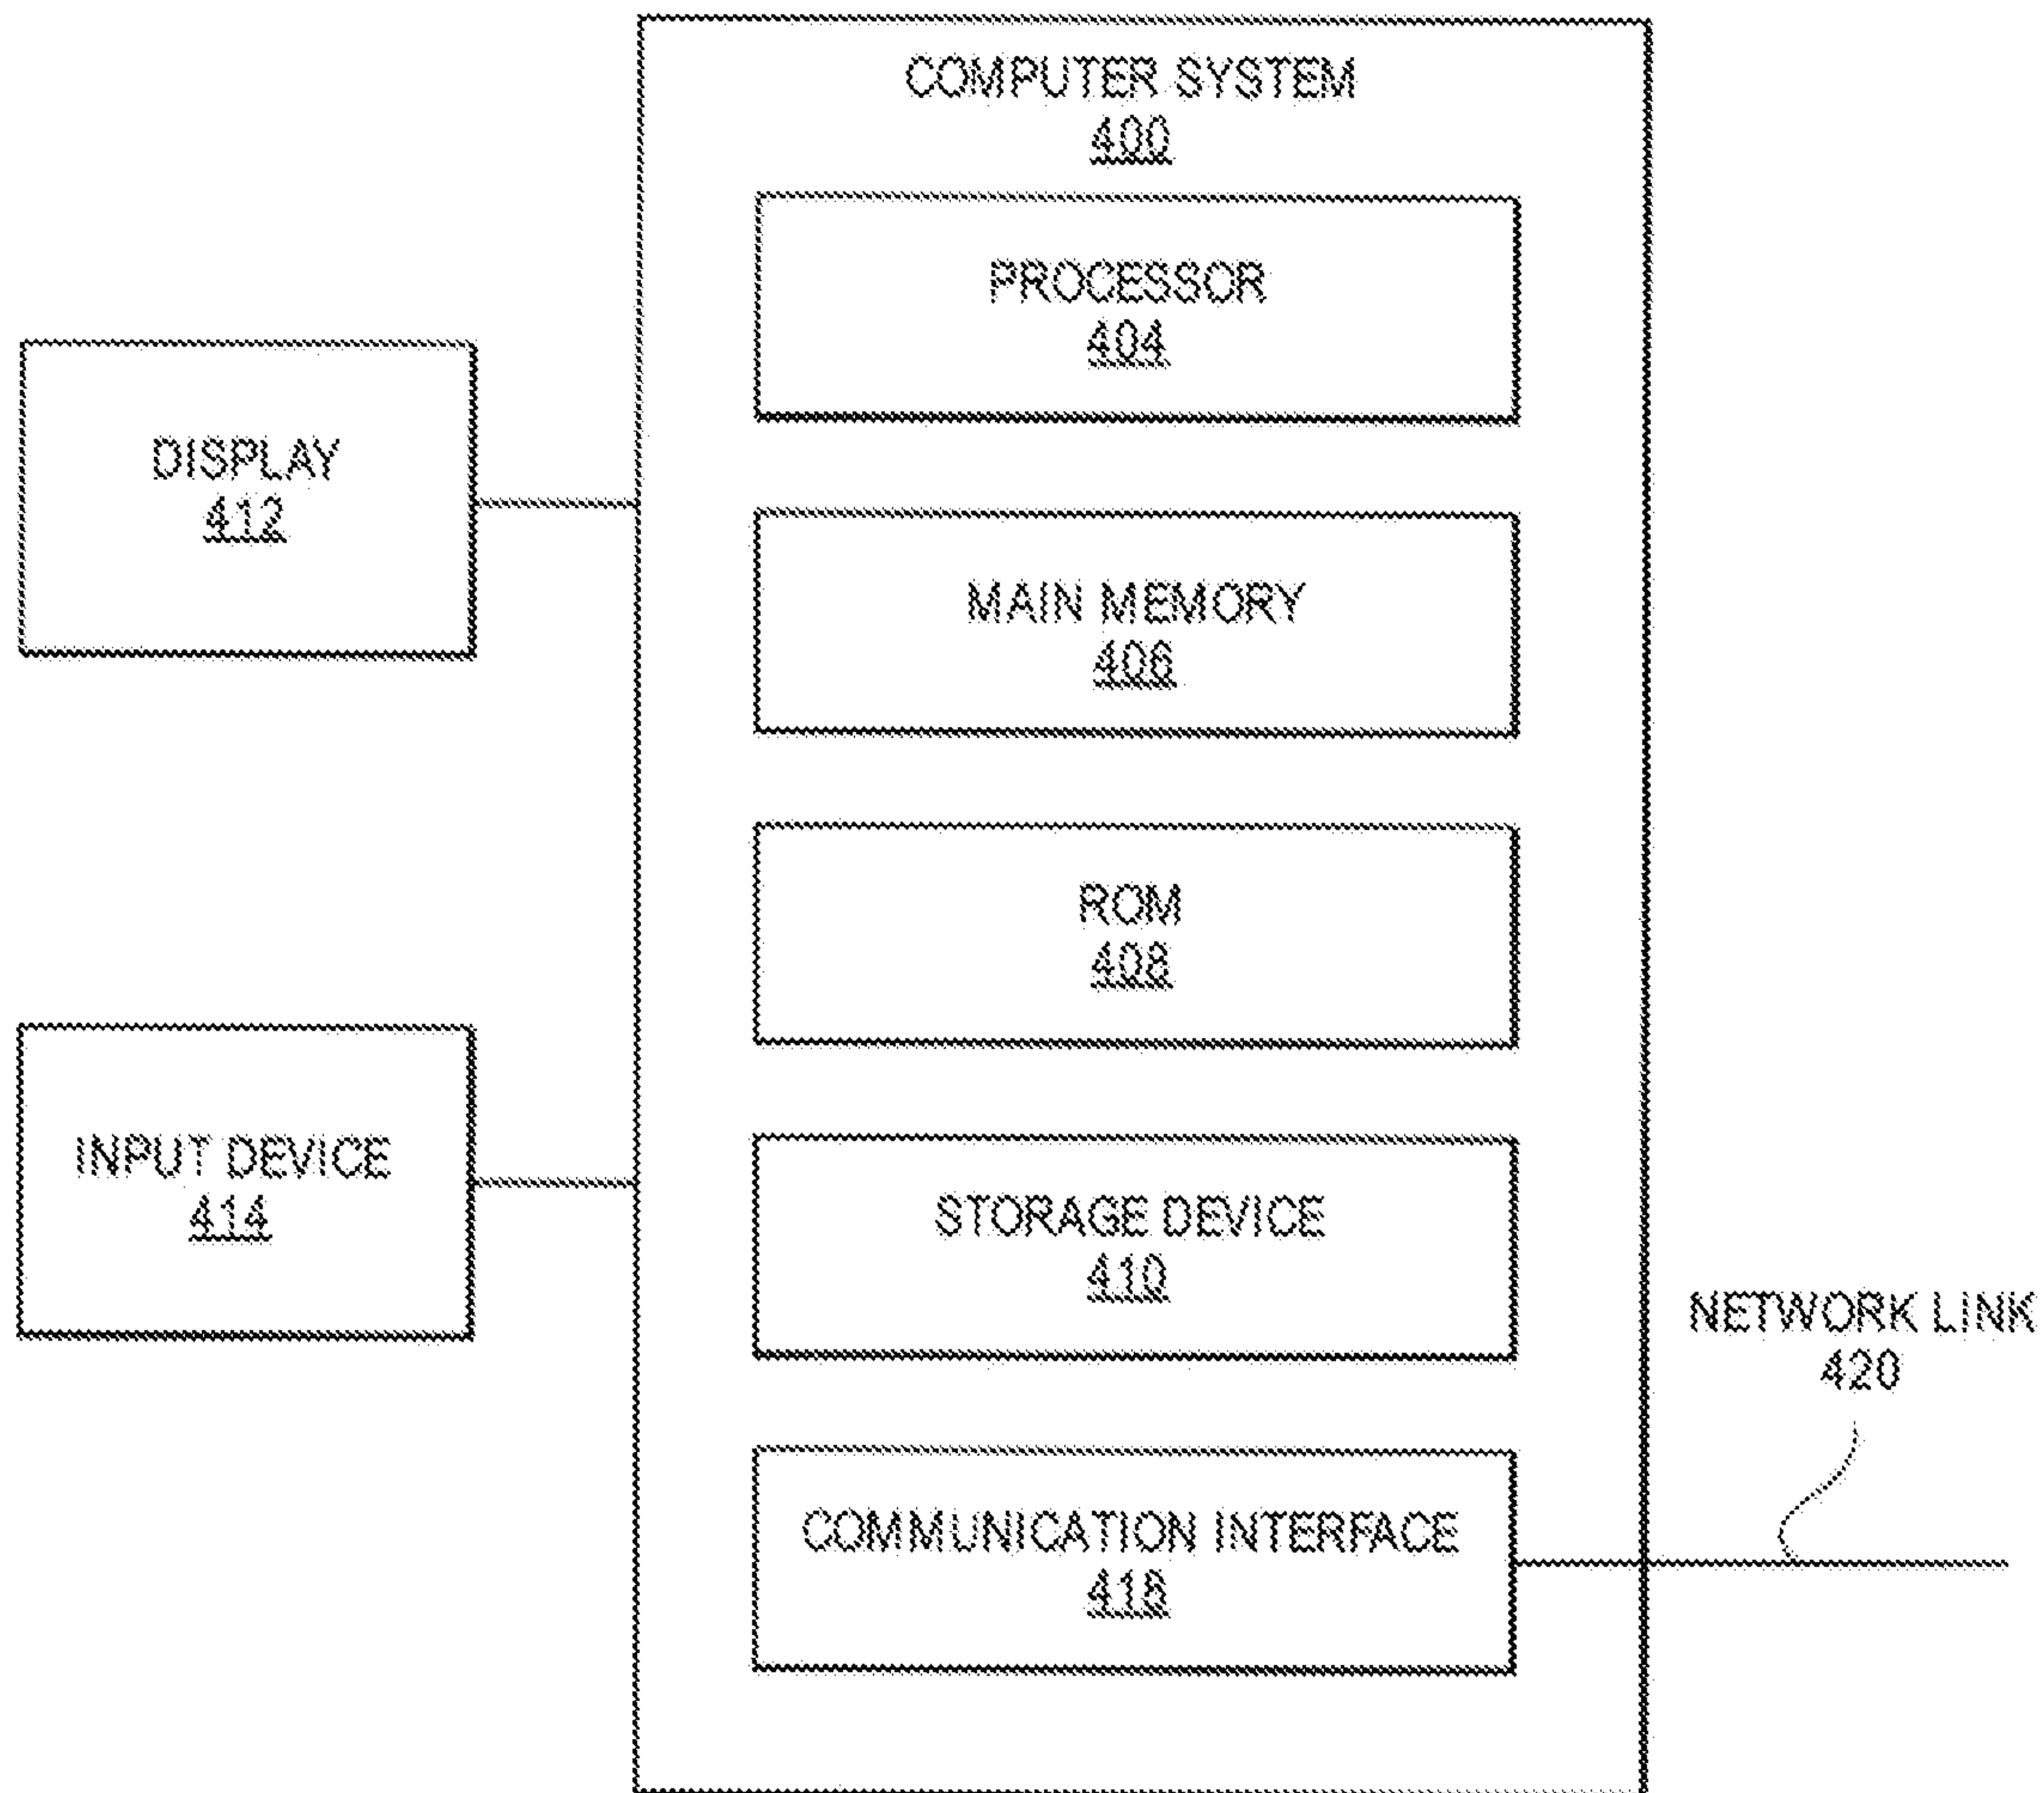 COMPUTER SYSTEM
400
PROCESSOR
404
DISPLAY
412
MAIN MEMORY
406
ROM
408
INPUT DEVICE
414
STORAGE DEVICE
410
NETWORK LINK
420
COMMUNICATION INTERFACE
418